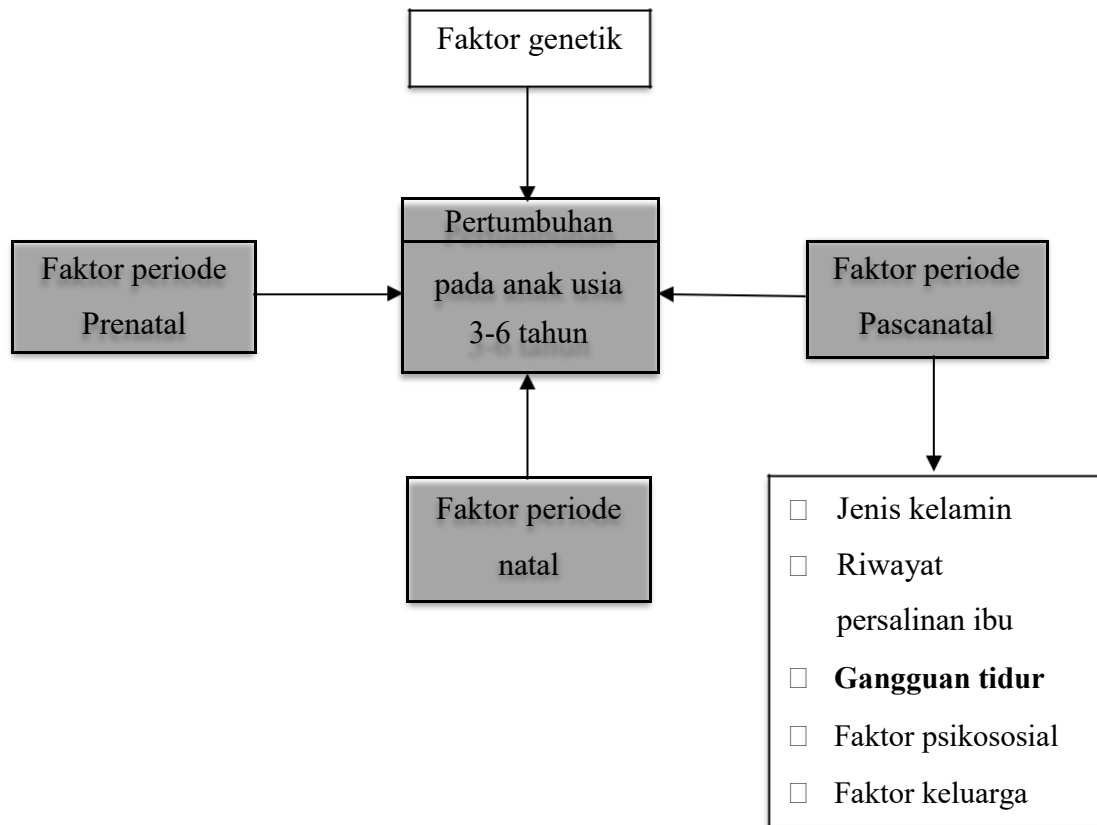 Faktor genetik
Pertumbuhan
pada anak usia
3-6 tahun
Faktor periode
Prenatal
Faktor periode
Pascanatal
Faktor periode
natal
Jenis kelamin
Riwayat
persalinan ibu
Gangguan tidur
Faktor psikososial
Faktor keluarga